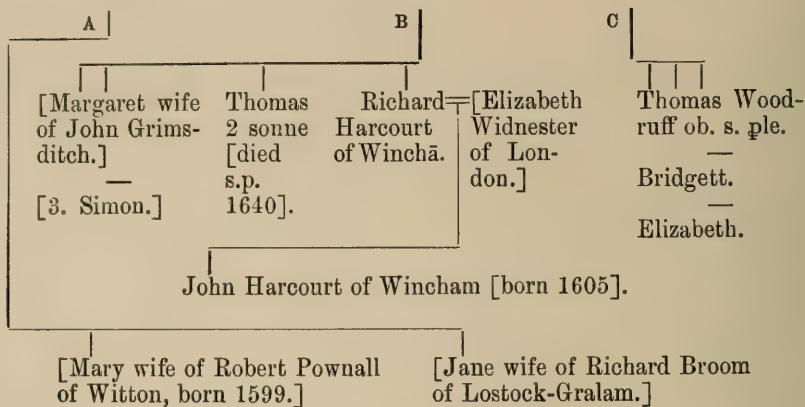 A B C
[Margaret wife
of John Grims-
ditch.]
—
[3. Simon.]
Thomas
2 sonne
[died
s.p.
1640].
Richard
Harcourt
of Winchā.
[Elizabeth
Widnester
of Lon-
don.]
Thomas Wood-
ruff ob. s. ꝑle.
—
Bridgett.
—
Elizabeth.
John Harcourt of Wincham [born 1605].
[Mary wife of Robert Pownall
of Witton, born 1599.]
[Jane wife of Richard Broom
of Lostock-Gralam.]